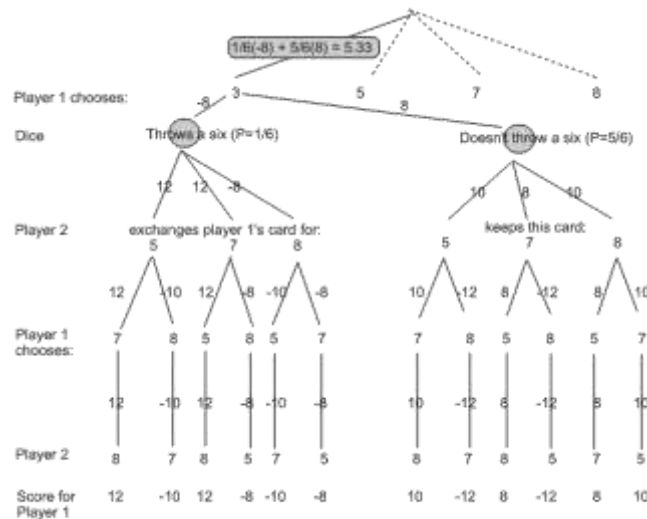 1/6(-8) + 5/6(8) = 5.33
Player 1 chooses: 3 5 7 8
-8 8
Dice Throws a six (P=1/6) Doesn't throw a six (P=5/6)
12 12 -8 10 8 10
Player 2 exchanges player 1's card for: keeps this card:
5 7 8 5 7 8
12 -10 12 -8 -10 -8 10 -12 8 -12 8 10
Player 1 7 8 5 8 5 7 7 8 5 8 5 7
chooses:
12 -10 12 -8 -10 -8 10 -12 8 -12 8 10
Player 2 8 7 8 5 7 5 8 7 8 5 7 5
Score for 12 -10 12 -8 -10 -8 10 -12 8 -12 8 10
Player 1